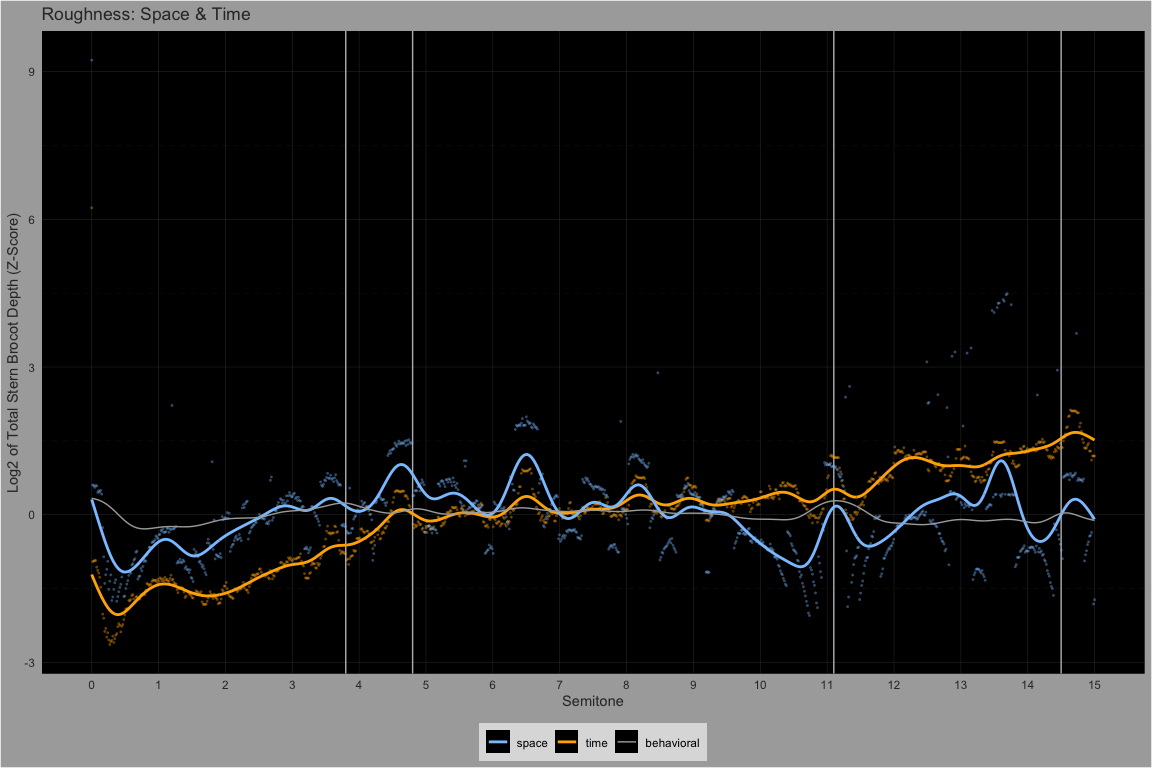 Roughness: Space & Time
Log2 of Total Stern Brocot Depth (Z-Score)
9
6
3
0
-3
0 1 2 3 4 5 6 7 8 9 10 11 12 13 14 15
Semitone
space time behavioral